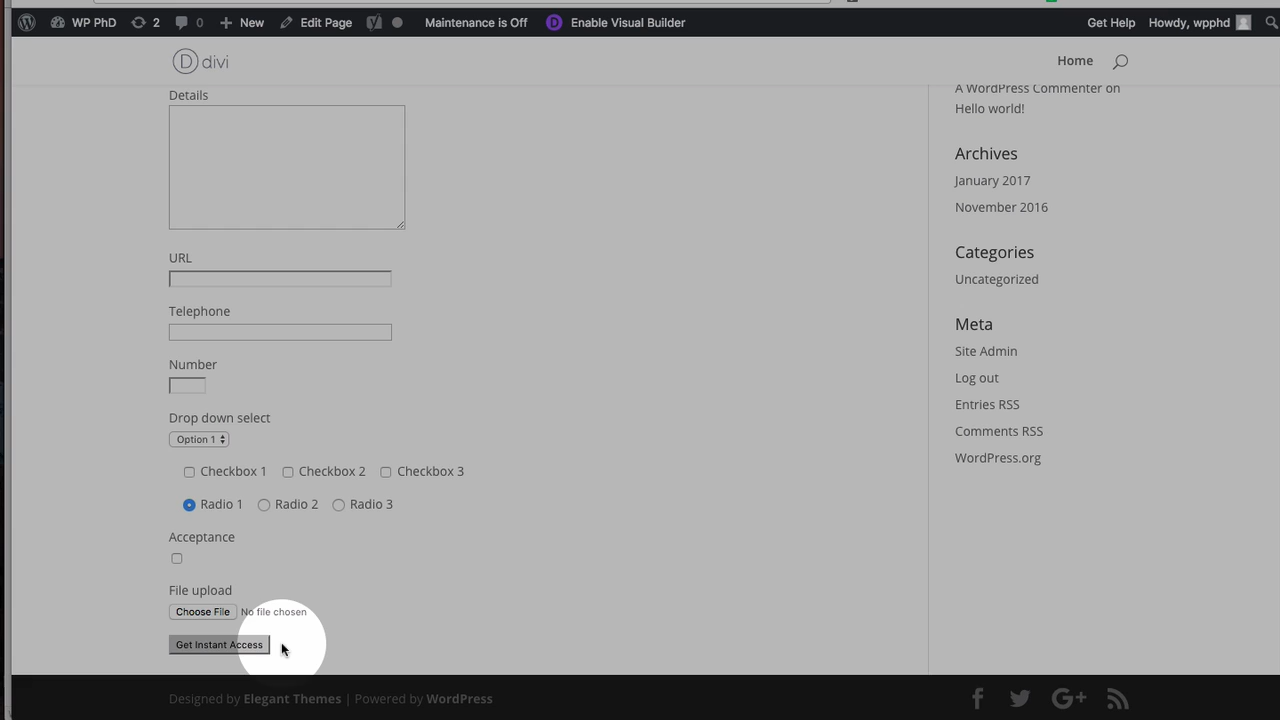 WP PhD 2 0 New Edit Page Maintenance is Off D Enable Visual Builder Get Help Howdy, wpphd
D divi
Home
Details
URL
Telephone
Number
Drop down select
Option 1
Checkbox 1 Checkbox 2 Checkbox 3
Radio 1 Radio 2 Radio 3
Acceptance
File upload
Choose File No file chosen
Get Instant Access
A WordPress Commenter on
Hello world!
Archives
January 2017
November 2016
Categories
Uncategorized
Meta
Site Admin
Log out
Entries RSS
Comments RSS
WordPress.org
Designed by Elegant Themes | Powered by WordPress